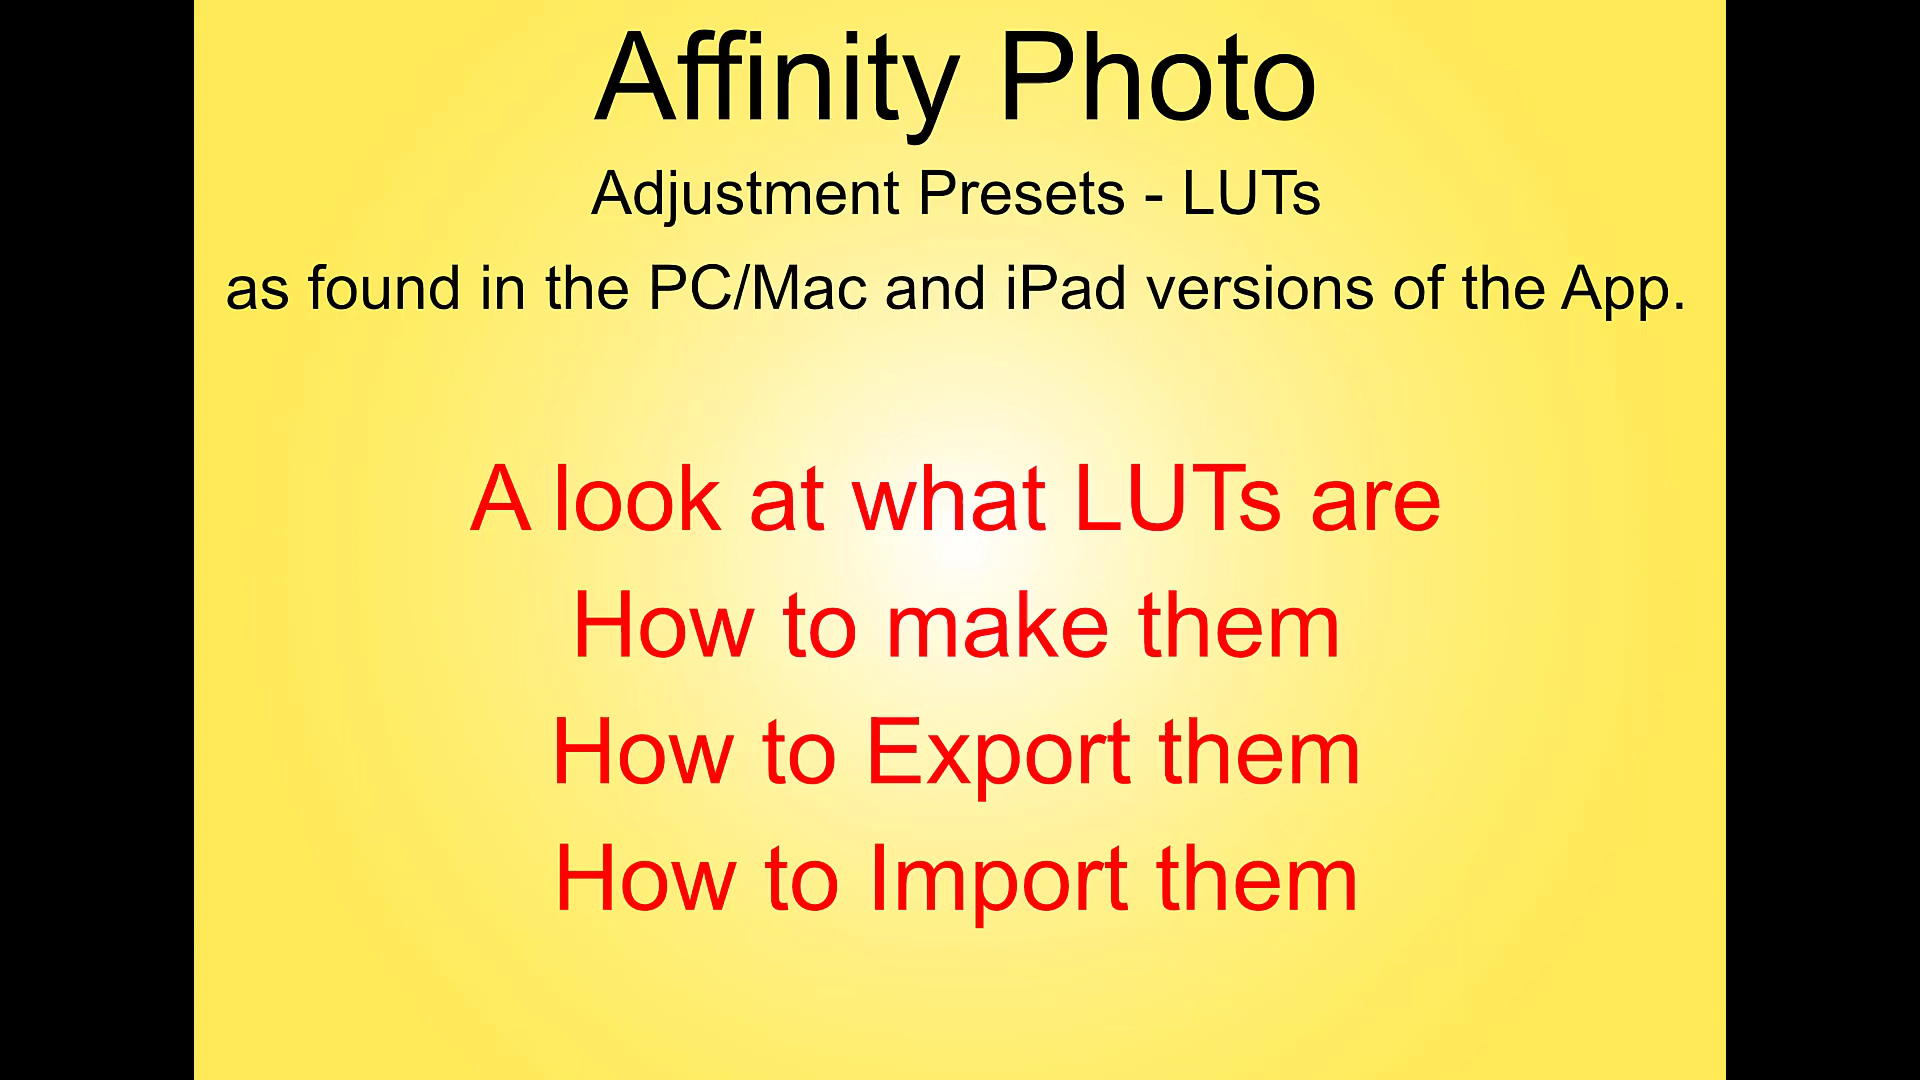 Affinity Photo
Adjustment Presets - LUTs
as found in the PC/Mac and iPad versions of the App.
A look at what LUTs are
How to make them
How to Export them
How to Import them